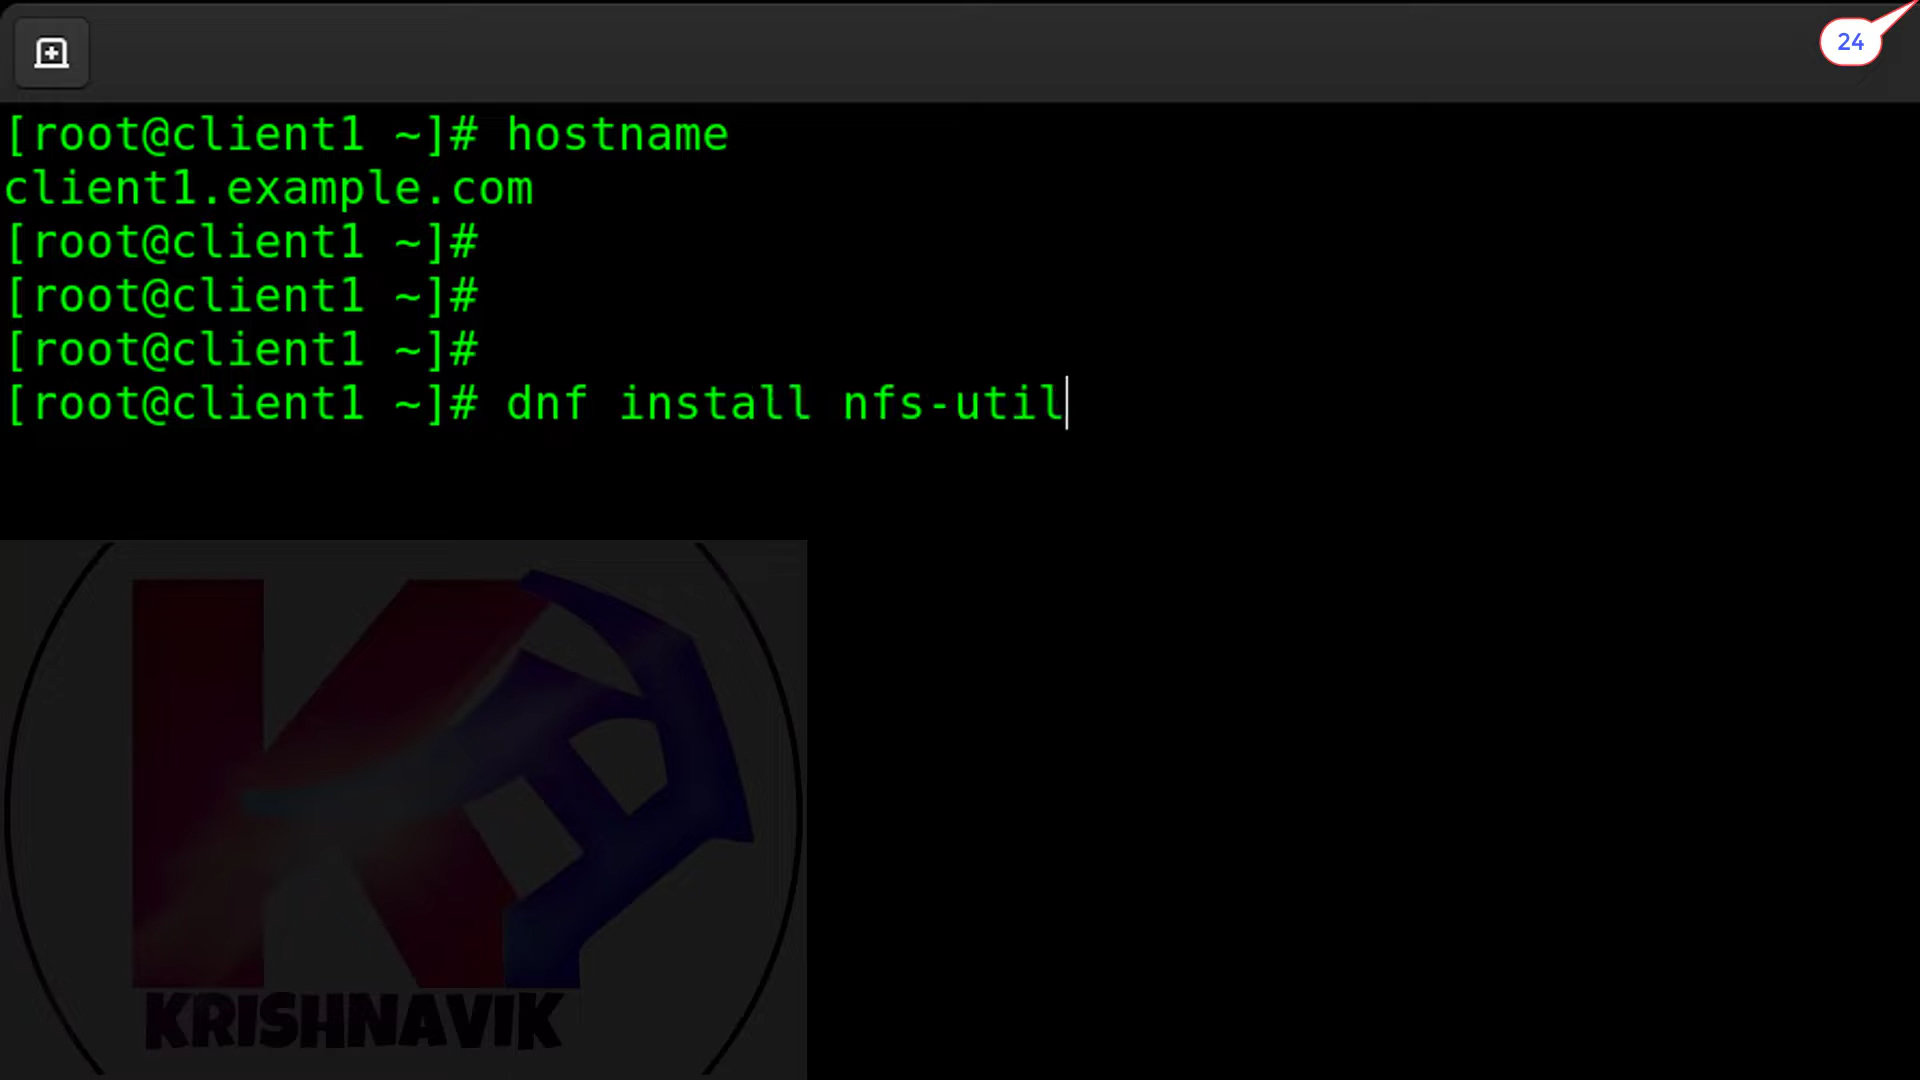 24
[root@client1 ~]# hostname
client1.example.com
[root@client1 ~]#
[root@client1 ~]#
[root@client1 ~]#
[root@client1 ~]# dnf install nfs-util
KRISHNAVIK